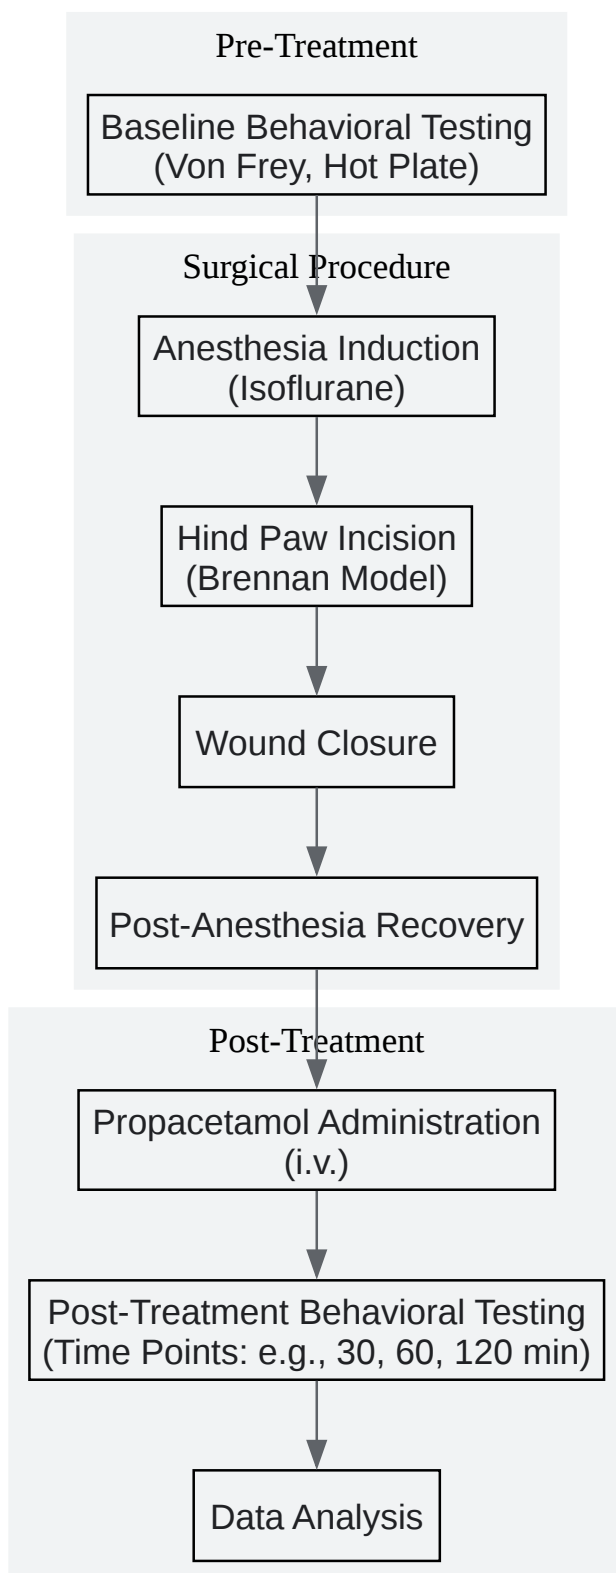 Pre-Treatment
Baseline Behavioral Testing
(Von Frey, Hot Plate)
Surgical Procedure
Anesthesia Induction
(Isoflurane)
Hind Paw Incision
(Brennan Model)
Wound Closure
Post-Anesthesia Recovery
Post-Treatment
Propacetamol Administration
(i.v.)
Post-Treatment Behavioral Testing
(Time Points: e.g., 30, 60, 120 min)
Data Analysis